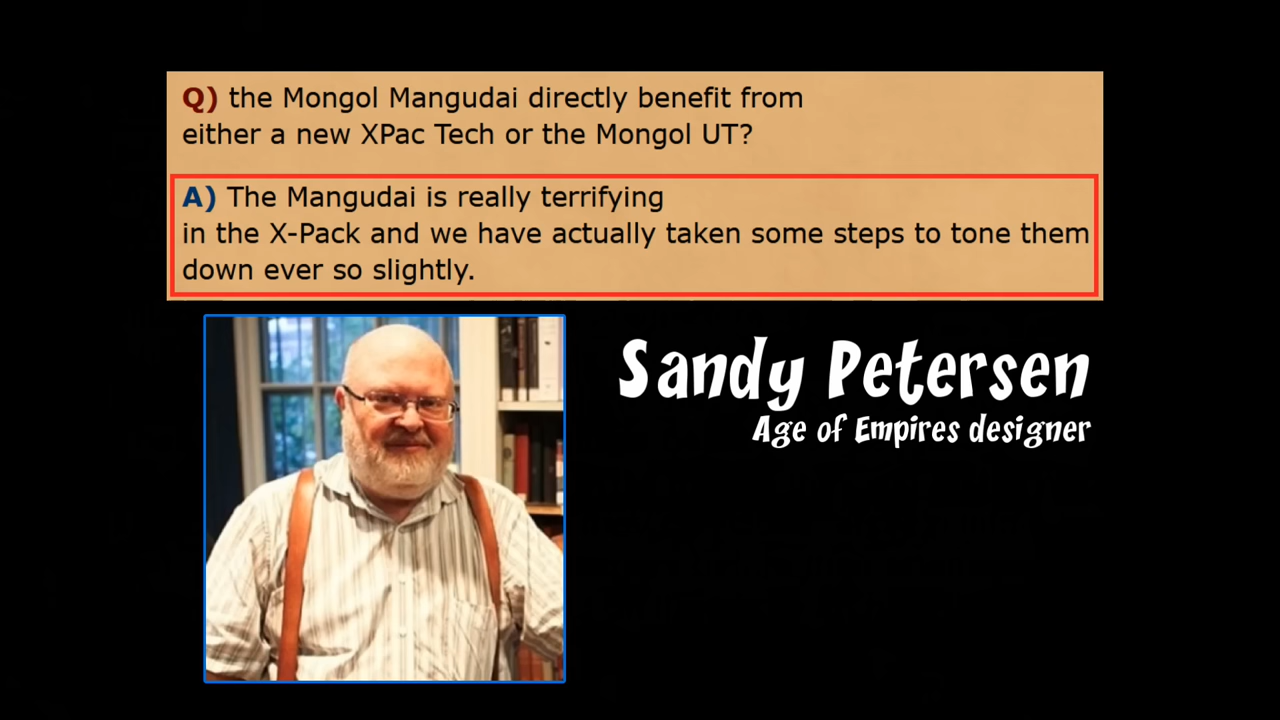 Q) the Mongol Mangudai directly benefit from
either a new XPac Tech or the Mongol UT?
A) The Mangudai is really terrifying
in the X-Pack and we have actually taken some steps to tone them
down ever so slightly.
Sandy Petersen
Age of Empires designer